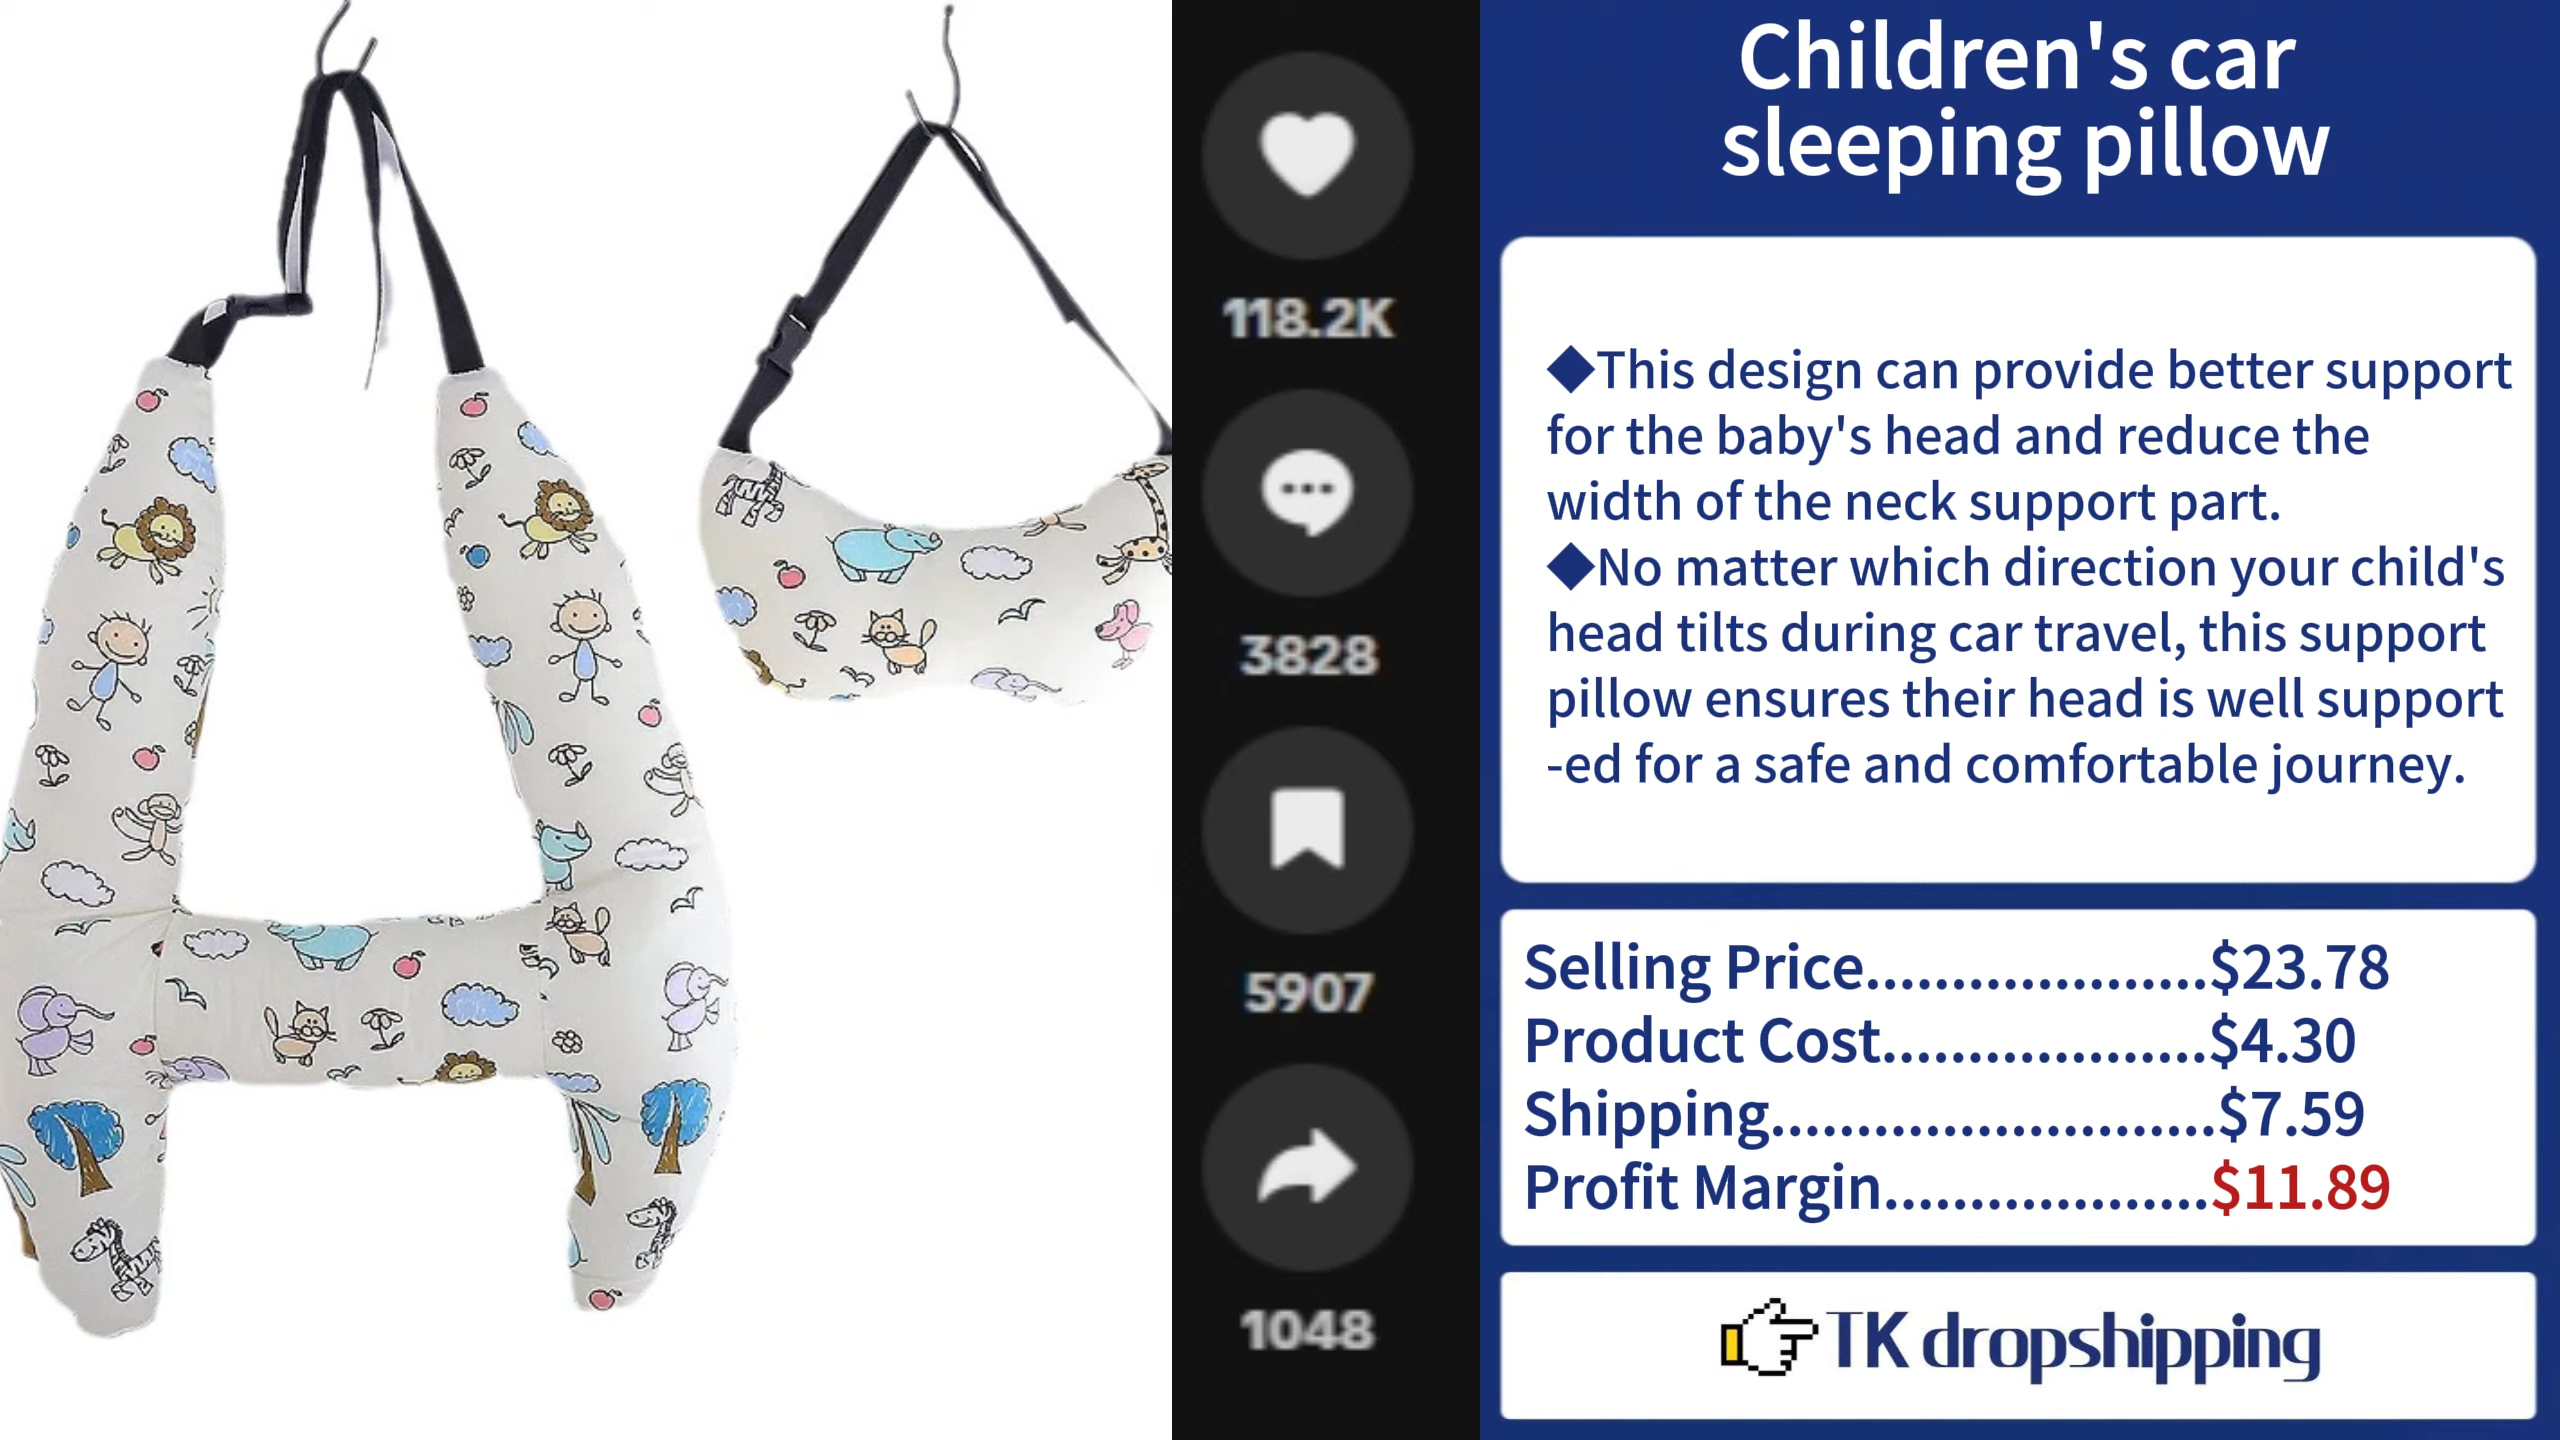 118.2K
3828
5907
1048
Children's car
sleeping pillow
◆This design can provide better support
for the baby's head and reduce the
width of the neck support part.
◆No matter which direction your child's
head tilts during car travel, this support
pillow ensures their head is well support
-ed for a safe and comfortable journey.
Selling Price....................$23.78
Product Cost...................$4.30
Shipping..........................$7.59
Profit Margin...................$11.89
TK dropshipping